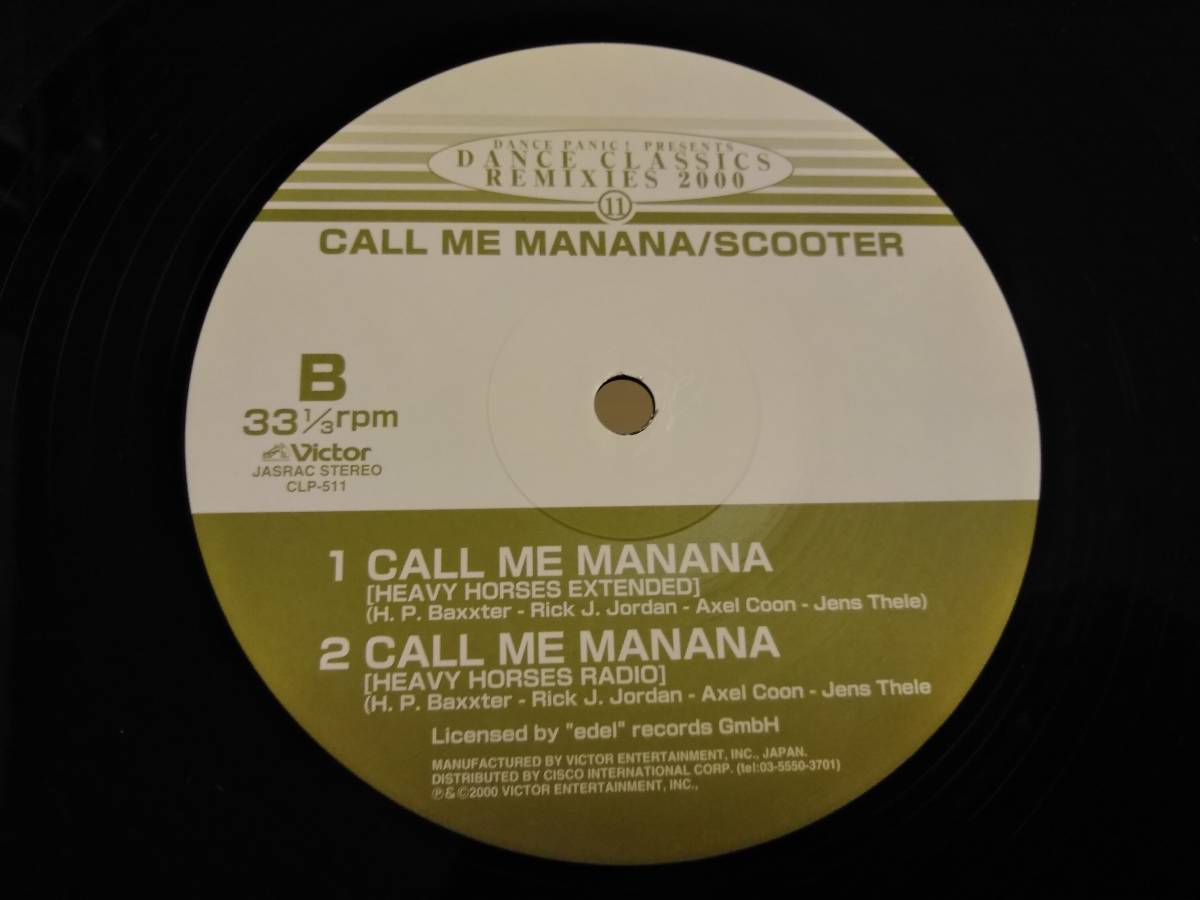 DANCE PANIC! PRESENTS
DANCE CLASSICS
REMIXIES 2000
11
CALL ME MANANA/SCOOTER
B
33 1/3 rpm
Victor
JASRAC STEREO
CLP-511
1 CALL ME MANANA
[HEAVY HORSES EXTENDED]
(H. P. Baxxter - Rick J. Jordan - Axel Coon - Jens Thele)
2 CALL ME MANANA
[HEAVY HORSES RADIO]
(H. P. Baxxter - Rick J. Jordan - Axel Coon - Jens Thele
Licensed by "edel" records GmbH
MANUFACTURED BY VICTOR ENTERTAINMENT, INC., JAPAN.
DISTRIBUTED BY CISCO INTERNATIONAL CORP. (tel:03-5550-3701)
℗&©2000 VICTOR ENTERTAINMENT, INC.,